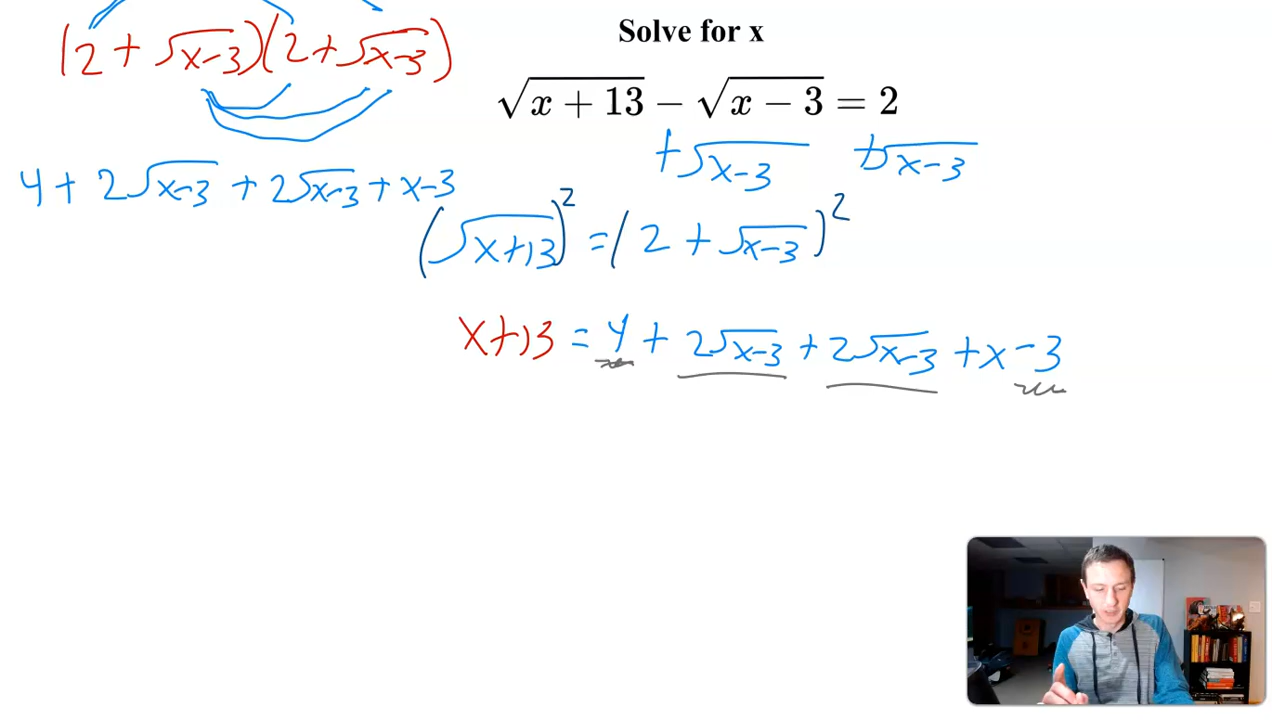 (2 + √x-3)(2 + √x-3)
Solve for x
√x + 13 − √x − 3 = 2
+√x-3 +√x-3
4 + 2√x-3 + 2√x-3 + x-3
(√x+13)² = (2 + √x-3)²
x+13 = 4 + 2√x-3 + 2√x-3 + x-3